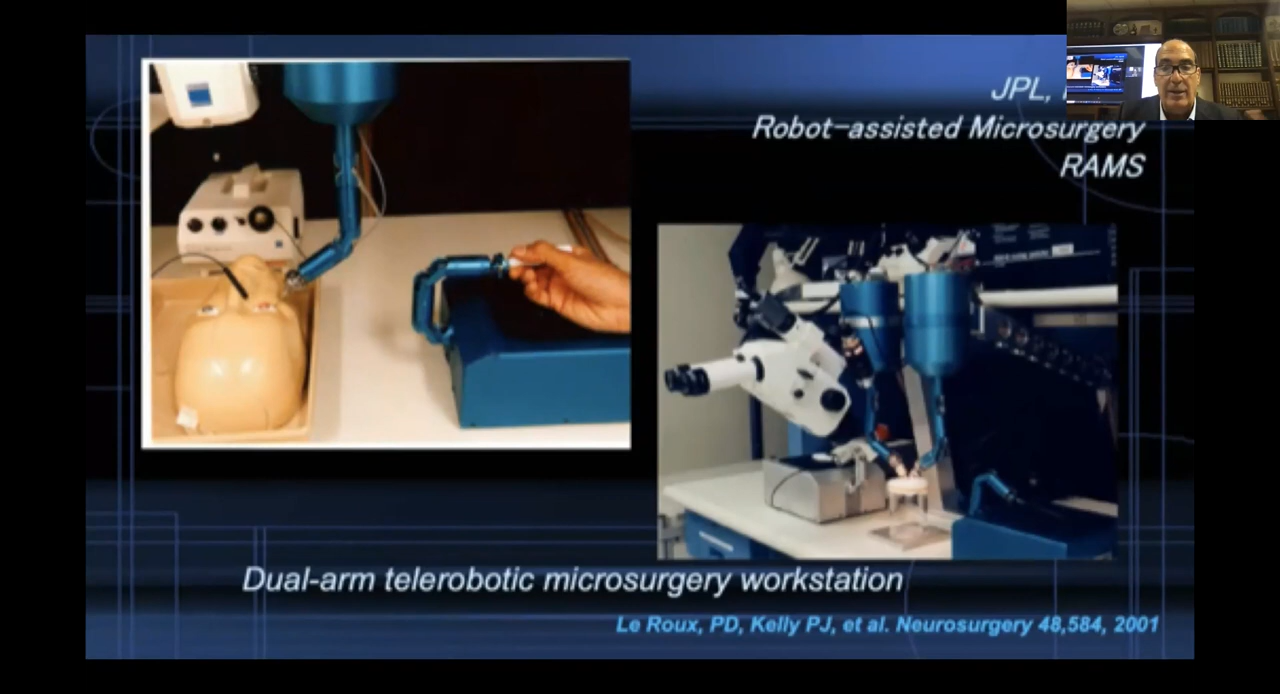 JPL,
Robot-assisted Microsurgery
RAMS
Dual-arm telerobotic microsurgery workstation
Le Roux, PD, Kelly PJ, et al. Neurosurgery 48,584, 2001